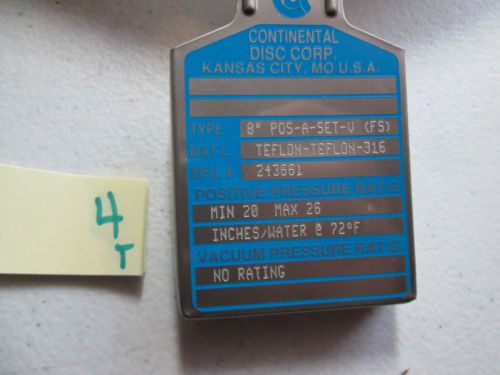 CONTINENTAL
DISC CORP.
KANSAS CITY, MO U.S.A.
TYPE 8" POS-A-SET-V (FS)
MAT'L. TEFLON-TEFLON-316
MFG. # 243661
POSITIVE PRESSURE RAT'G
MIN 20 MAX 26
INCHES/WATER @ 72°F
VACUUM PRESSURE RAT'G
NO RATING
4
T